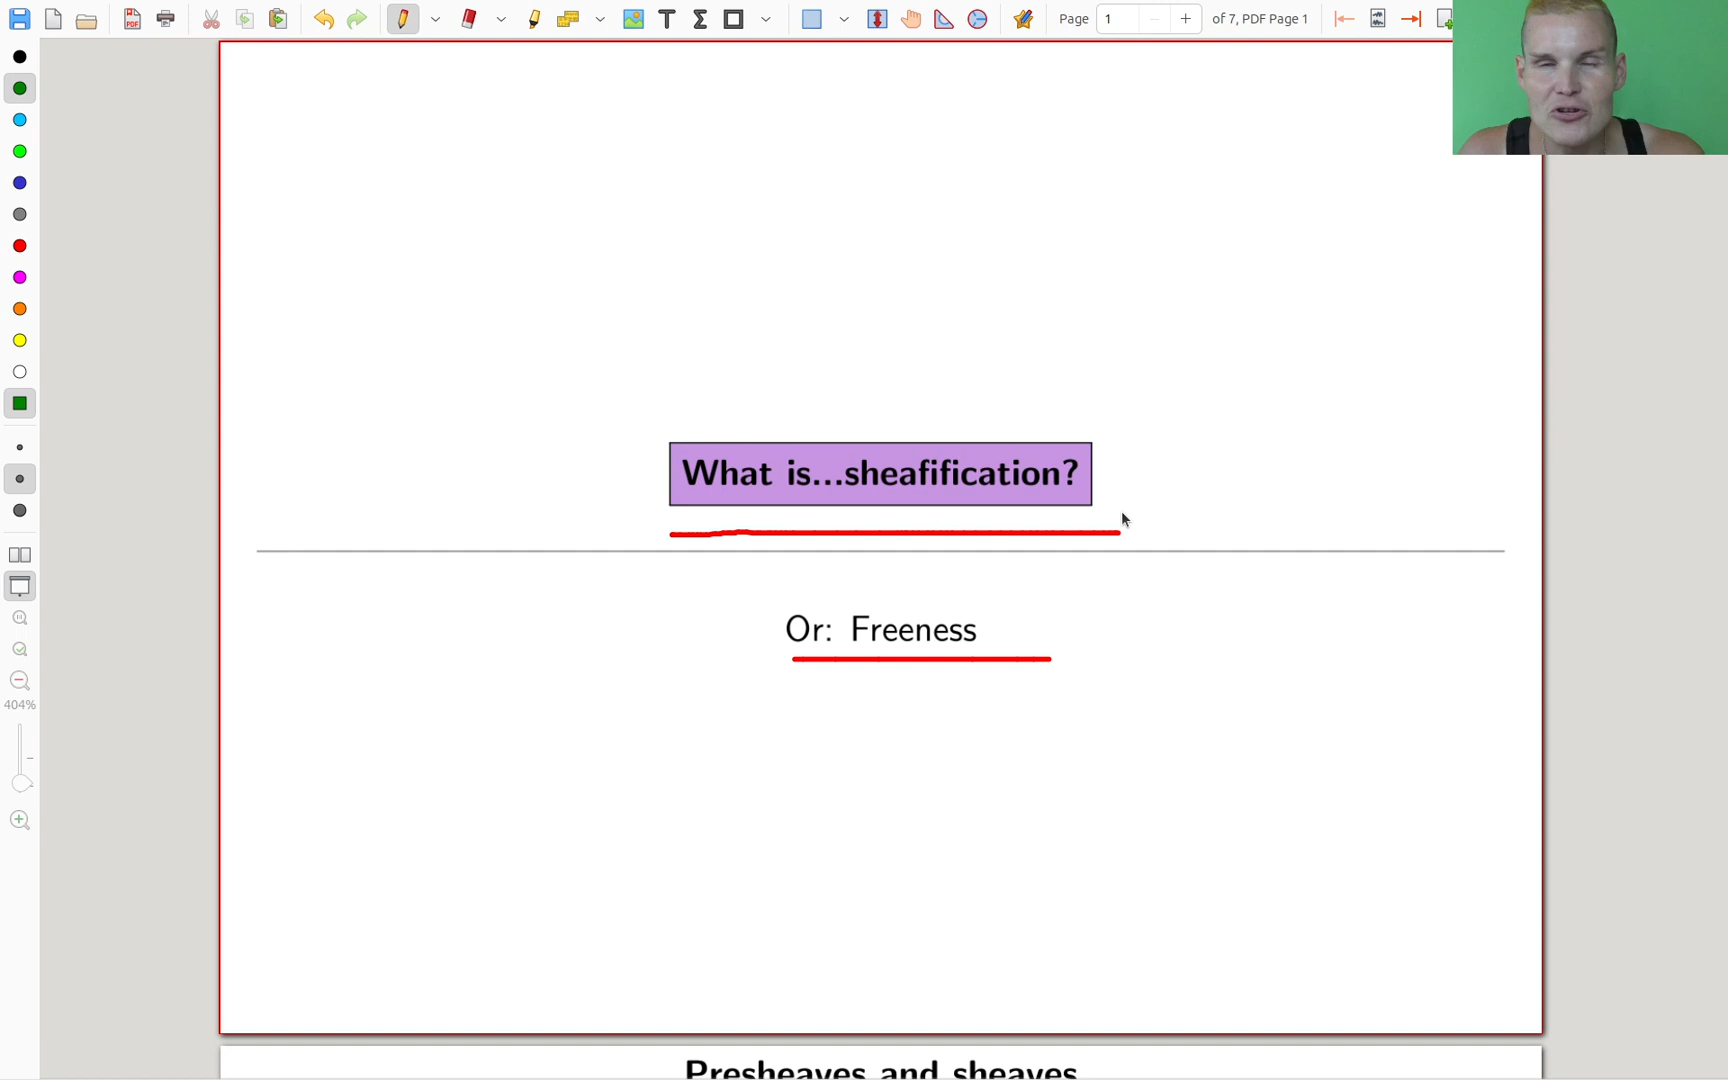 Page 1 of 7, PDF Page 1
What is...sheafification?
Or: Freeness
404%
Presheaves and sheaves